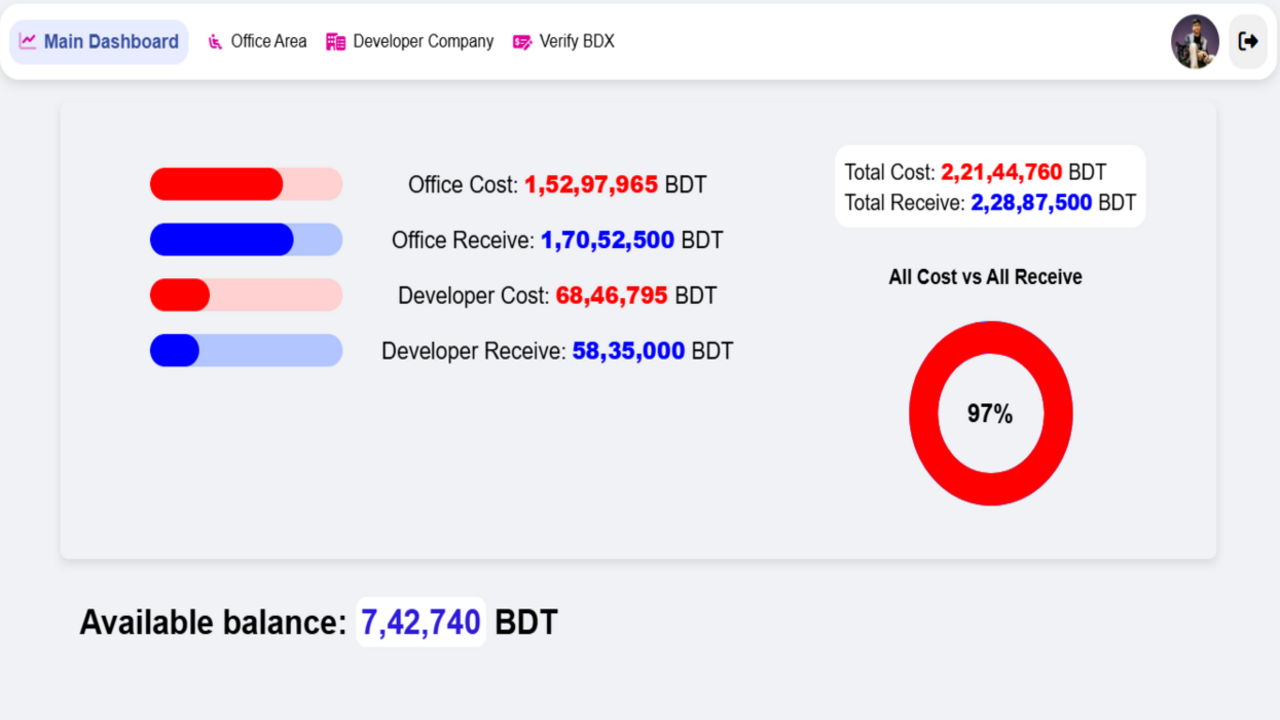 Main Dashboard Office Area Developer Company Verify BDX
Office Cost: 1,52,97,965 BDT
Office Receive: 1,70,52,500 BDT
Developer Cost: 68,46,795 BDT
Developer Receive: 58,35,000 BDT
Total Cost: 2,21,44,760 BDT
Total Receive: 2,28,87,500 BDT
All Cost vs All Receive
97%
Available balance: 7,42,740 BDT